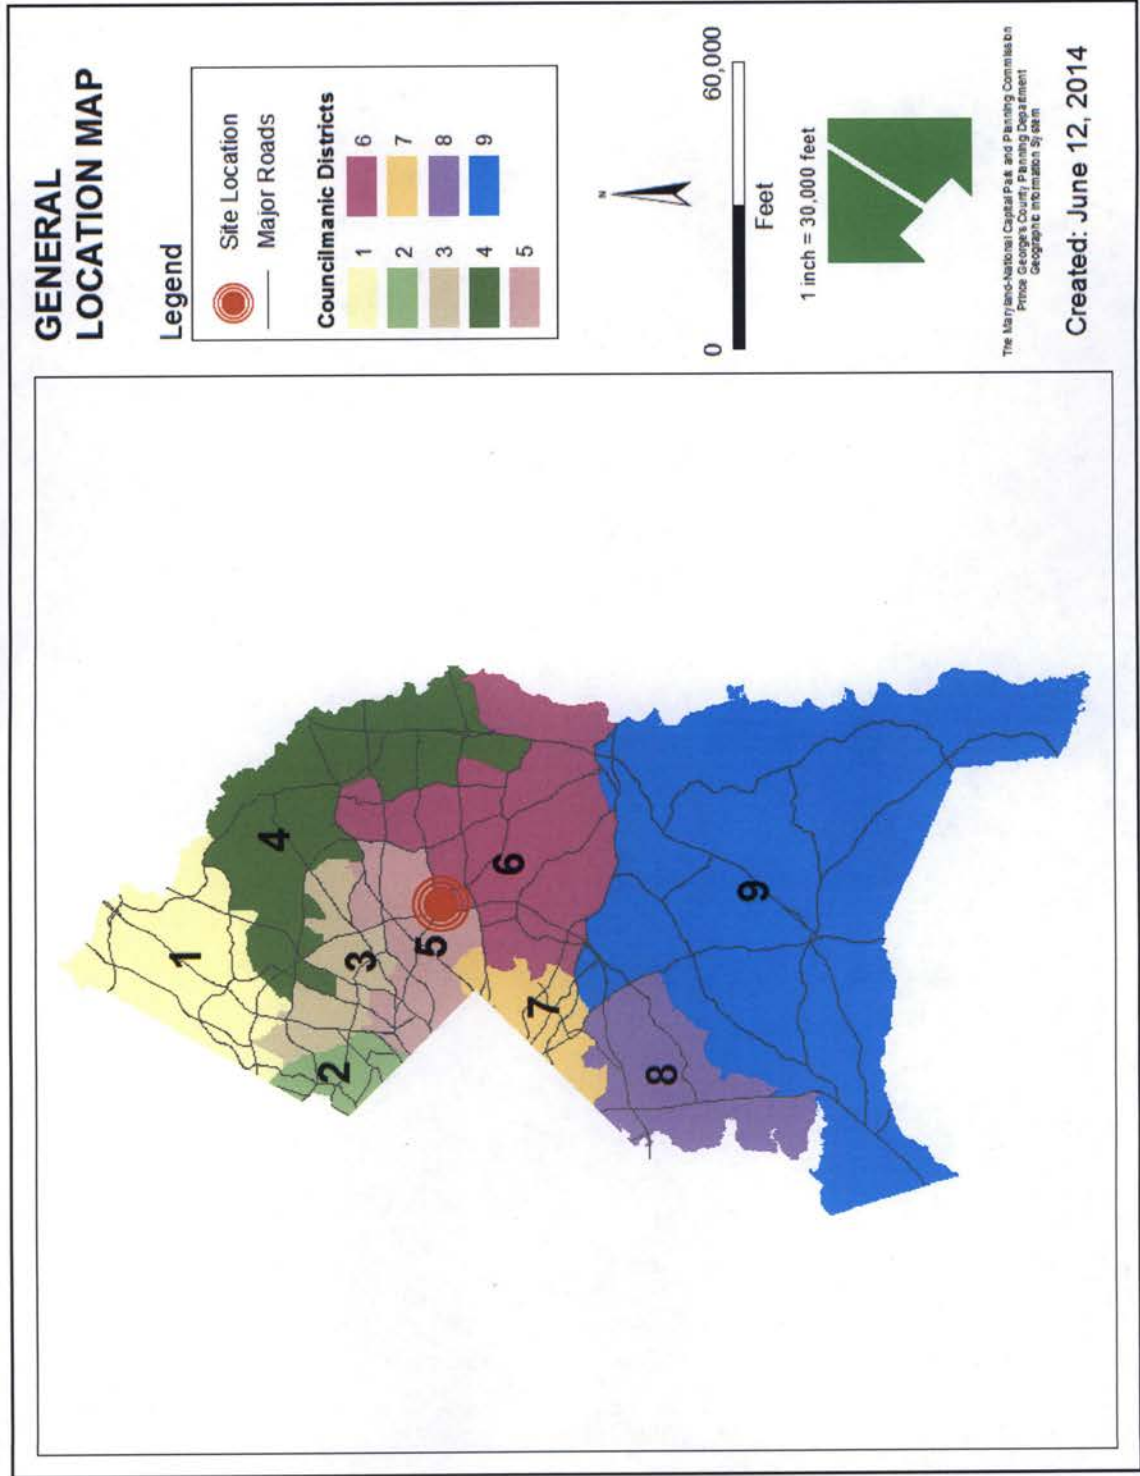 GENERAL
LOCATION MAP
Legend
Site Location
Major Roads
Councilmanic Districts
1
2
3
4
5
6
7
8
9
N
0
60,000
Feet
1 inch = 30,000 feet
The Maryland-National Capital Park and Planning Commission
Prince George's County Planning Department
Geographic Information System
Created: June 12, 2014
1
2
3
4
5
6
7
8
9